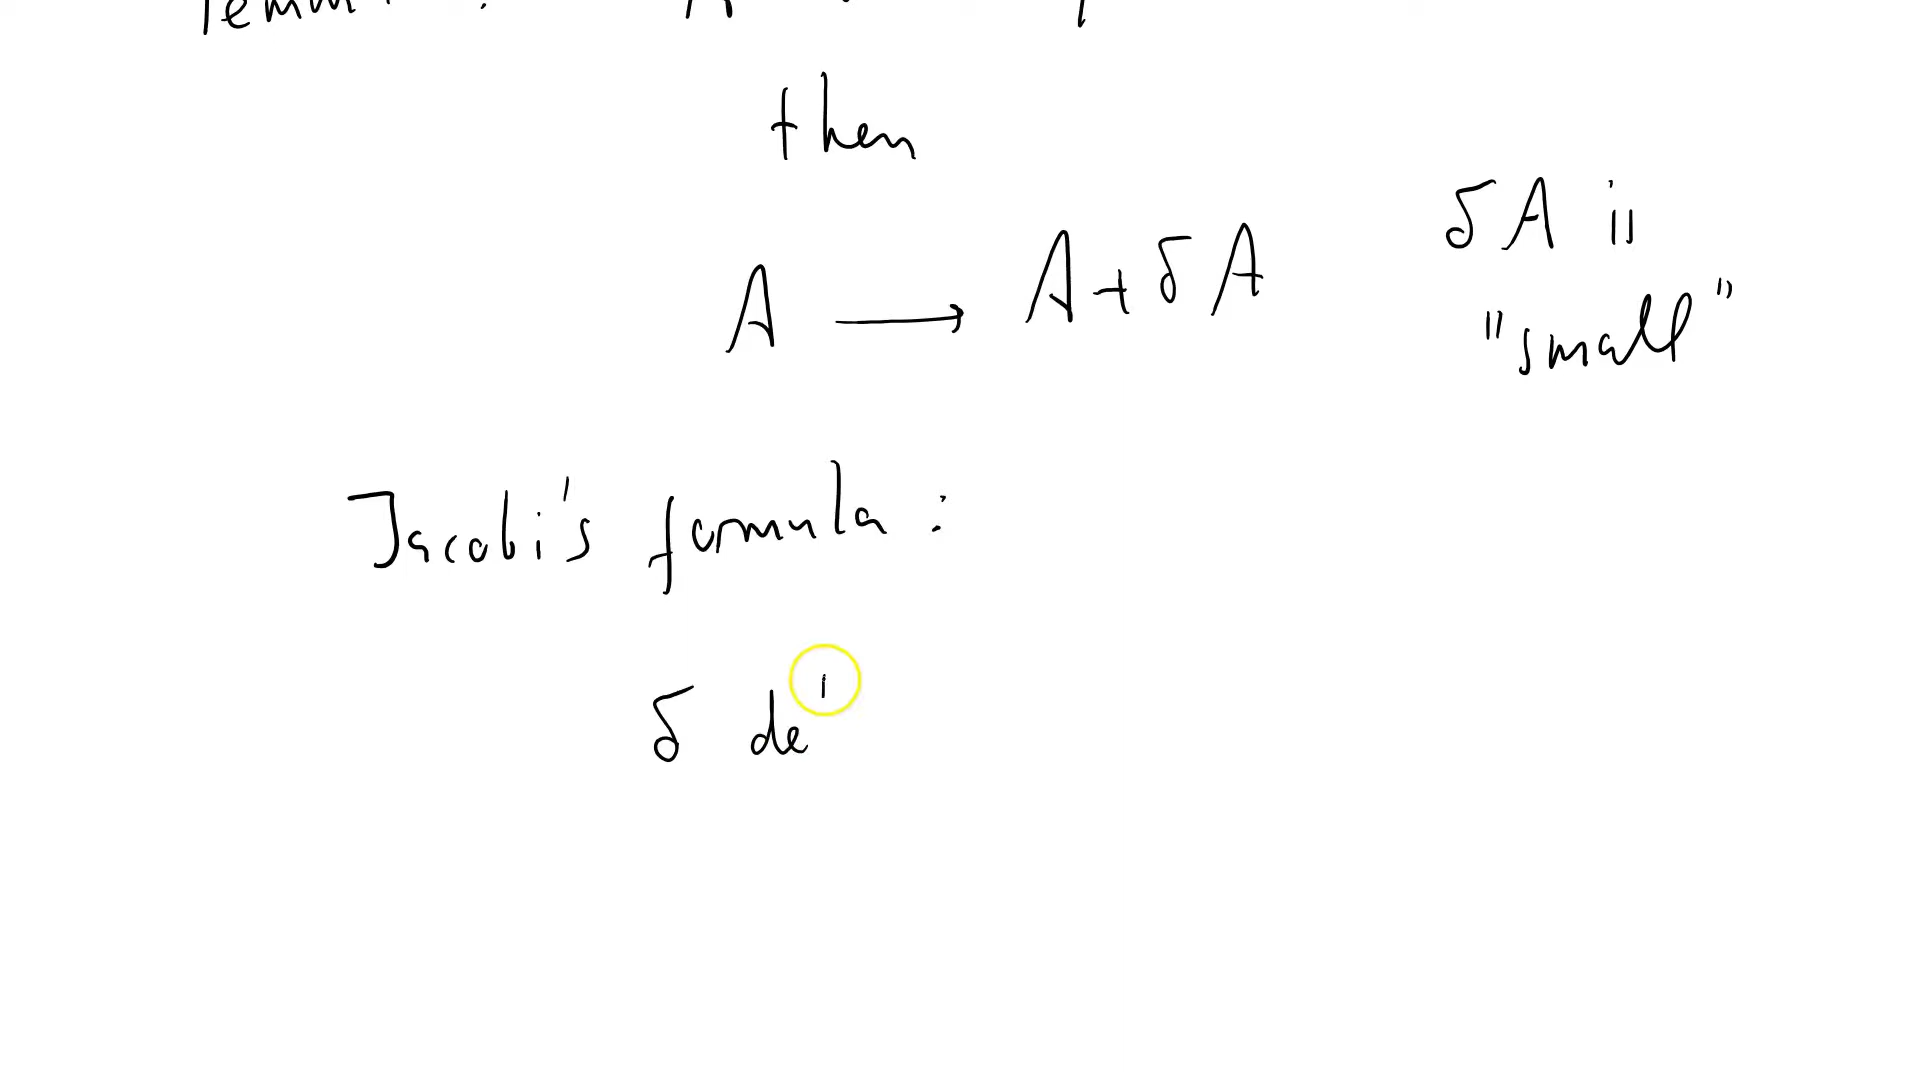 then
A → A + δA
δA is
"small"
Jacobi's formula :
δ de